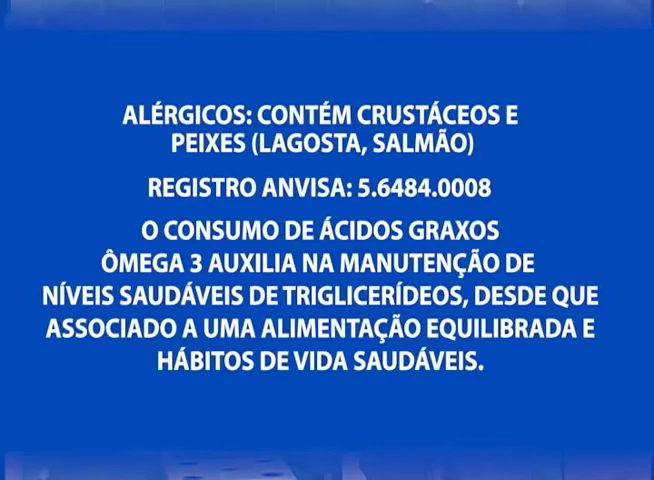 ALÉRGICOS: CONTÉM CRUSTÁCEOS E
PEIXES (LAGOSTA, SALMÃO)
REGISTRO ANVISA: 5.6484.0008
O CONSUMO DE ÁCIDOS GRAXOS
ÔMEGA 3 AUXILIA NA MANUTENÇÃO DE
NÍVEIS SAUDÁVEIS DE TRIGLICERÍDEOS, DESDE QUE
ASSOCIADO A UMA ALIMENTAÇÃO EQUILIBRADA E
HÁBITOS DE VIDA SAUDÁVEIS.